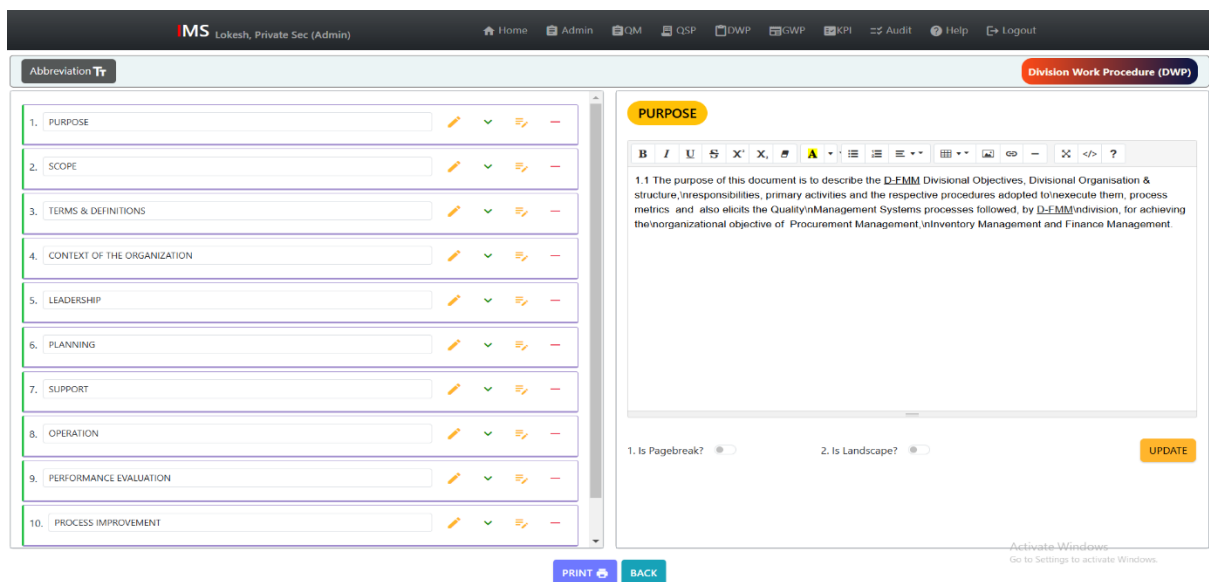 IMS Lokesh, Private Sec (Admin) Home Admin QM QSP DWP GWP KPI Audit Help Logout
Abbreviation Tт Division Work Procedure (DWP)
1. PURPOSE
2. SCOPE
3. TERMS & DEFINITIONS
4. CONTEXT OF THE ORGANIZATION
5. LEADERSHIP
6. PLANNING
7. SUPPORT
8. OPERATION
9. PERFORMANCE EVALUATION
10. PROCESS IMPROVEMENT
PURPOSE
B I U S X² X₂ A </> ?
1.1 The purpose of this document is to describe the D-FMM Divisional Objectives, Divisional Organisation &
structure,\nresponsibilities, primary activities and the respective procedures adopted to\nexecute them, process
metrics and also elicits the Quality\nManagement Systems processes followed, by D-FMM\ndivision, for achieving
the\norganizational objective of Procurement Management,\nInventory Management and Finance Management.
1. Is Pagebreak? 2. Is Landscape? UPDATE
Activate Windows
Go to Settings to activate Windows.
PRINT BACK